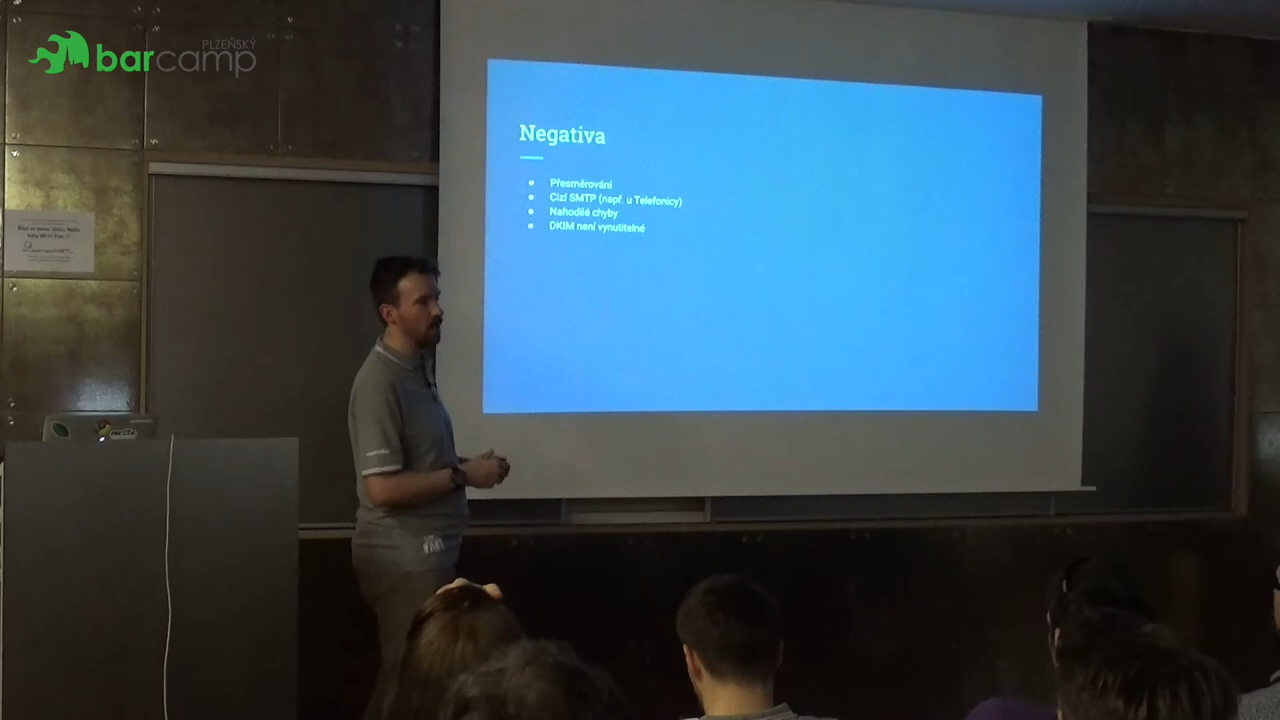 PLZEŇSKÝ
barcamp
Negativa
Přesměrování
Cizí SMTP (např. u Telefonicy)
Nahodilé chyby
DKIM není vynutitelné